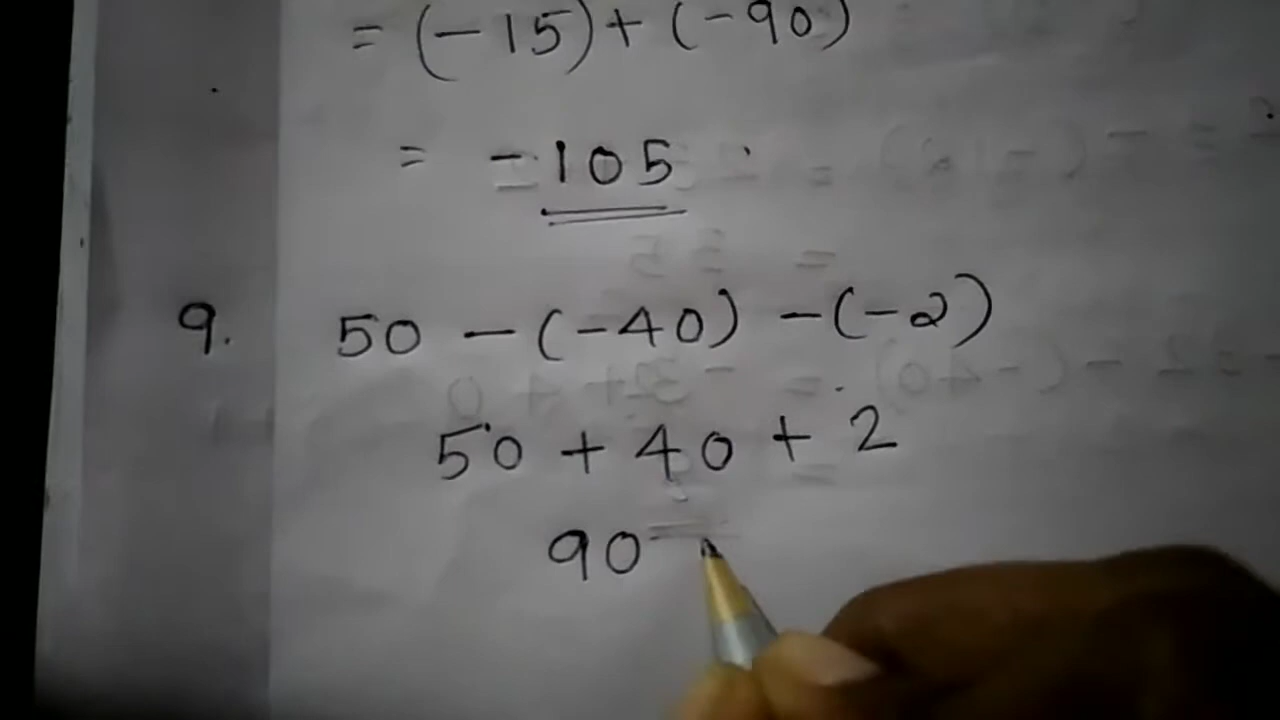 = (-15) + (-90)
= -105
9. 50 - (-40) - (-2)
50 + 40 + 2
90